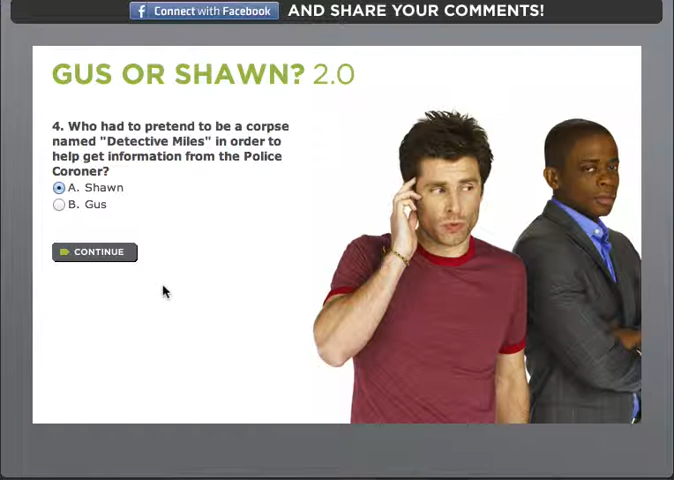 Connect with Facebook AND SHARE YOUR COMMENTS!
GUS OR SHAWN? 2.0
4. Who had to pretend to be a corpse
named "Detective Miles" in order to
help get information from the Police
Coroner?
A. Shawn
B. Gus
CONTINUE